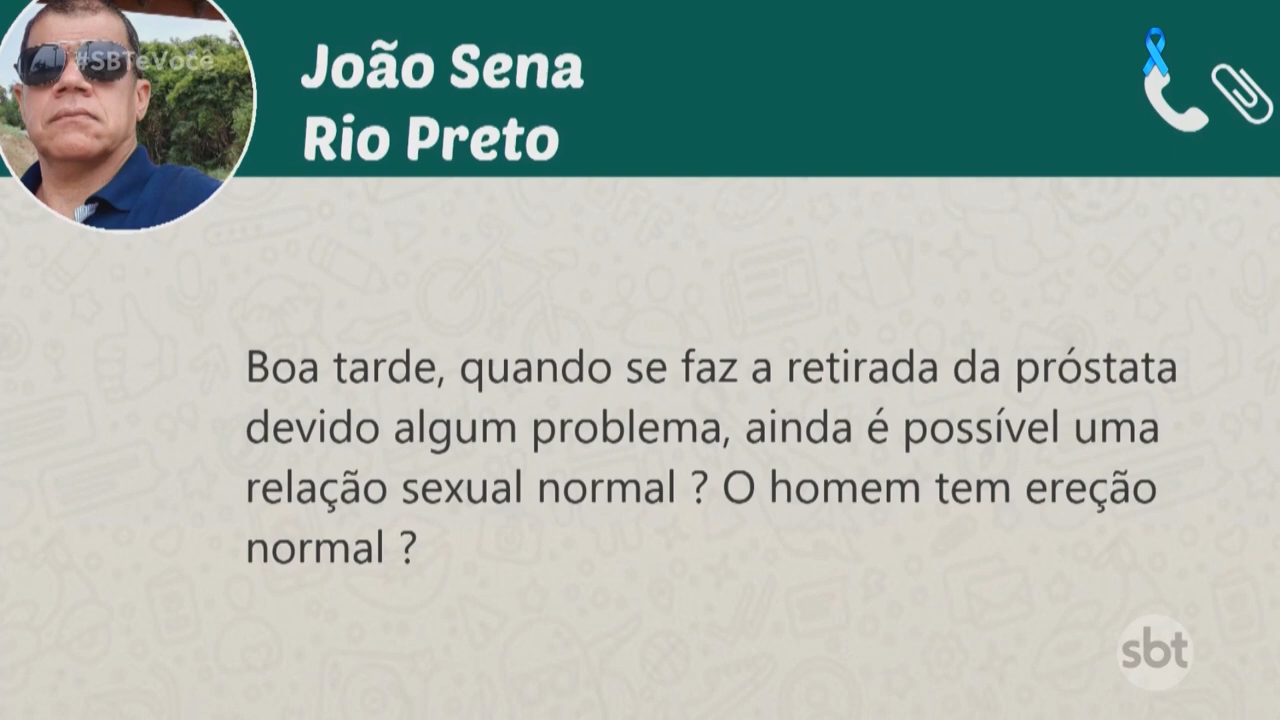 #SBTeVocê
João Sena
Rio Preto
Boa tarde, quando se faz a retirada da próstata
devido algum problema, ainda é possível uma
relação sexual normal ? O homem tem ereção
normal ?
sbt